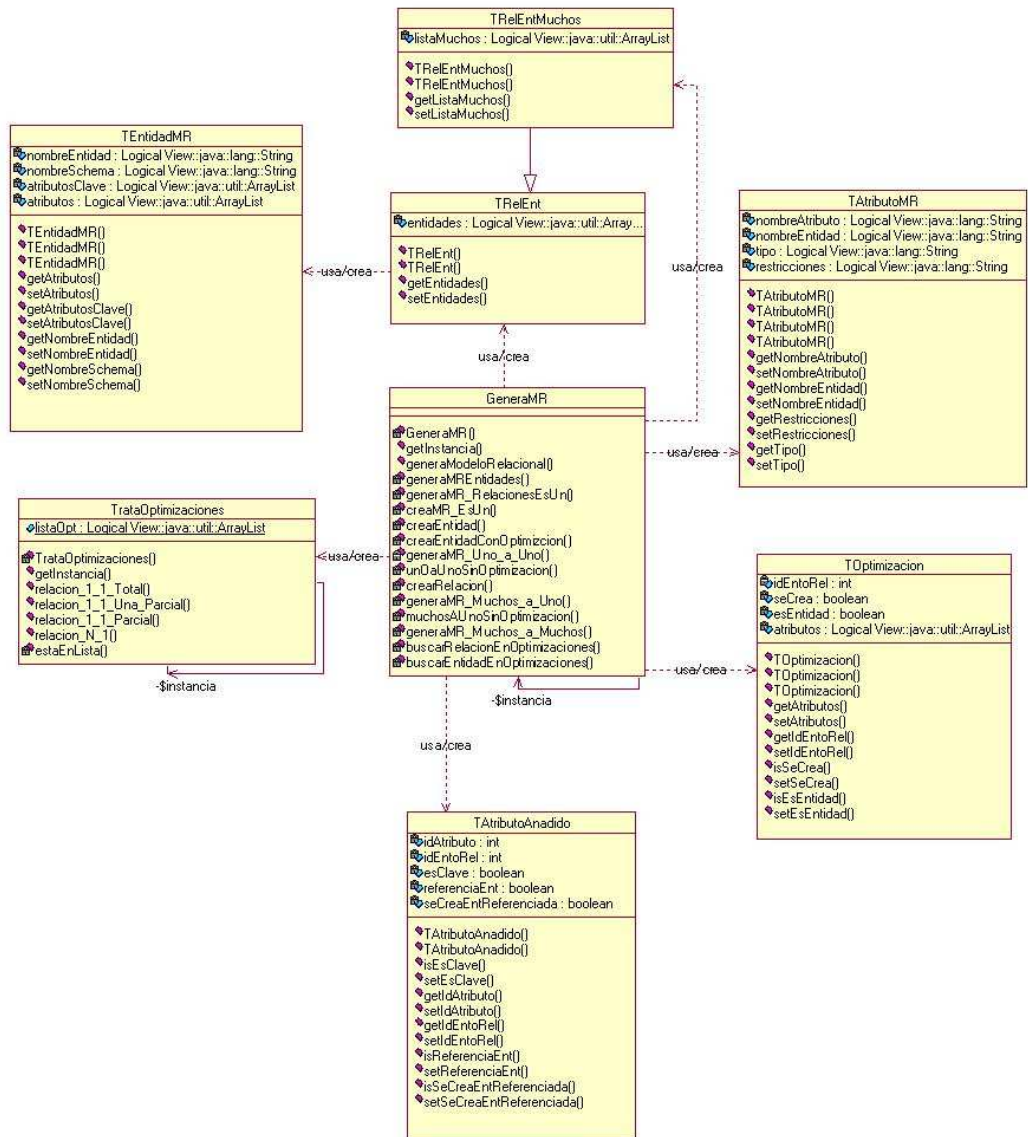 TRelEntMuchos
listaMuchos : Logical View::java::util::ArrayList
TRelEntMuchos()
TRelEntMuchos()
getListaMuchos()
setListaMuchos()
TEntidadMR
nombreEntidad : Logical View::java::lang::String
nombreSchema : Logical View::java::lang::String
atributosClave : Logical View::java::util::ArrayList
atributos : Logical View::java::util::ArrayList
TEntidadMR()
TEntidadMR()
TEntidadMR()
getAtributos()
setAtributos()
getAtributosClave()
setAtributosClave()
getNombreEntidad()
setNombreEntidad()
getNombreSchema()
setNombreSchema()
usa/crea
TRelEnt
entidades : Logical View::java::util::Array...
TRelEnt()
TRelEnt()
getEntidades()
setEntidades()
usa/crea
usa/crea
TAtributoMR
nombreAtributo : Logical View::java::lang::String
nombreEntidad : Logical View::java::lang::String
tipo : Logical View::java::lang::String
restricciones : Logical View::java::lang::String
TAtributoMR()
TAtributoMR()
TAtributoMR()
TAtributoMR()
getNombreAtributo()
setNombreAtributo()
getNombreEntidad()
setNombreEntidad()
getRestricciones()
setRestricciones()
getTipo()
setTipo()
GeneraMR
GeneraMR()
getInstancia()
generaModeloRelacional()
generaMREntidades()
generaMR_RelacionesEsUn()
creaMR_EsUn()
crearEntidad()
crearEntidadConOptimizcion()
generaMR_Uno_a_Uno()
unOaUnoSinOptimizacion()
crearRelacion()
generaMR_Muchos_a_Uno()
muchosAUnoSinOptimizacion()
generaMR_Muchos_a_Muchos()
buscarRelacionEnOptimizaciones()
buscarEntidadEnOptimizaciones()
-$instancia
usa/crea
TrataOptimizaciones
listaOpt : Logical View::java::util::ArrayList
TrataOptimizaciones()
getInstancia()
relacion_1_1_Total()
relacion_1_1_Una_Parcial()
relacion_1_1_Parcial()
relacion_N_1()
estaEnLista()
-$instancia
usa/crea
usa/crea
TOptimizacion
idEntoRel : int
seCrea : boolean
esEntidad : boolean
atributos : Logical View::java::util::ArrayList
TOptimizacion()
TOptimizacion()
TOptimizacion()
getAtributos()
setAtributos()
getIdEntoRel()
setIdEntoRel()
isSeCrea()
setSeCrea()
isEsEntidad()
setEsEntidad()
usa/crea
TAtributoAnadido
idAtributo : int
idEntoRel : int
esClave : boolean
referenciaEnt : boolean
seCreaEntReferenciada : boolean
TAtributoAnadido()
TAtributoAnadido()
isEsClave()
setEsClave()
getIdAtributo()
setIdAtributo()
getIdEntoRel()
setIdEntoRel()
isReferenciaEnt()
setReferenciaEnt()
isSeCreaEntReferenciada()
setSeCreaEntReferenciada()